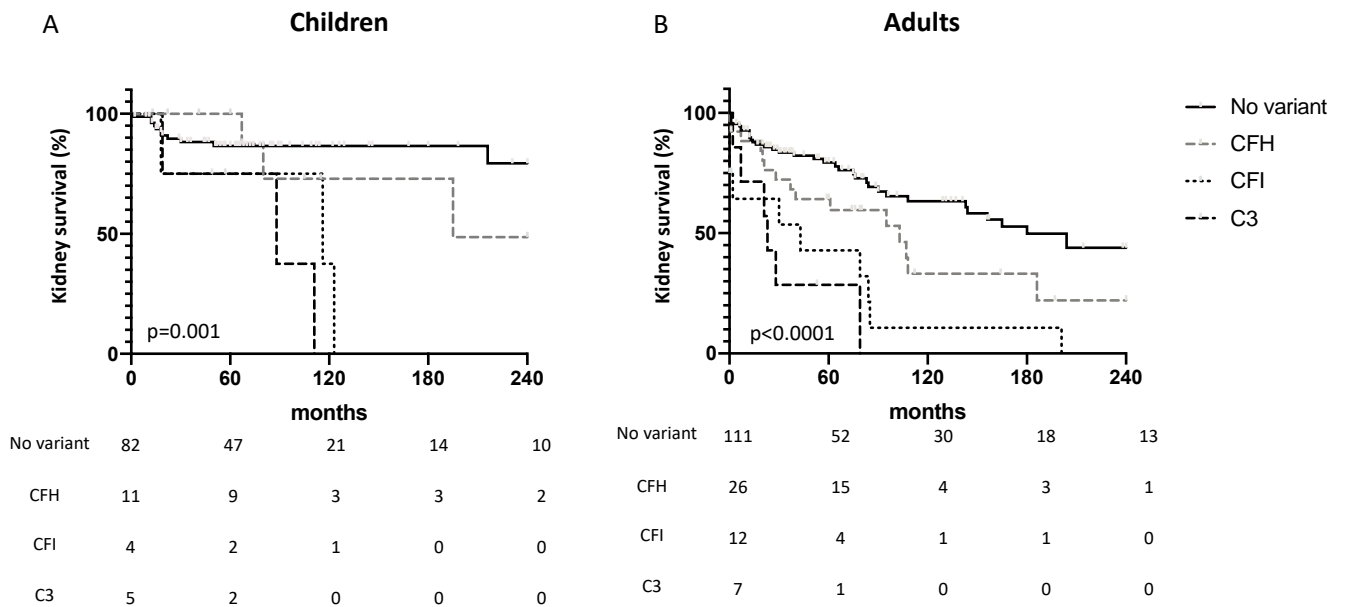 A
Children
Kidney survival (%)
100
50
0
p=0.001
0 60 120 180 240
months
No variant 82 47 21 14 10
CFH 11 9 3 3 2
CFI 4 2 1 0 0
C3 5 2 0 0 0
B
Adults
Kidney survival (%)
100
50
0
p<0.0001
0 60 120 180 240
months
No variant 111 52 30 18 13
CFH 26 15 4 3 1
CFI 12 4 1 1 0
C3 7 1 0 0 0
No variant
CFH
CFI
C3